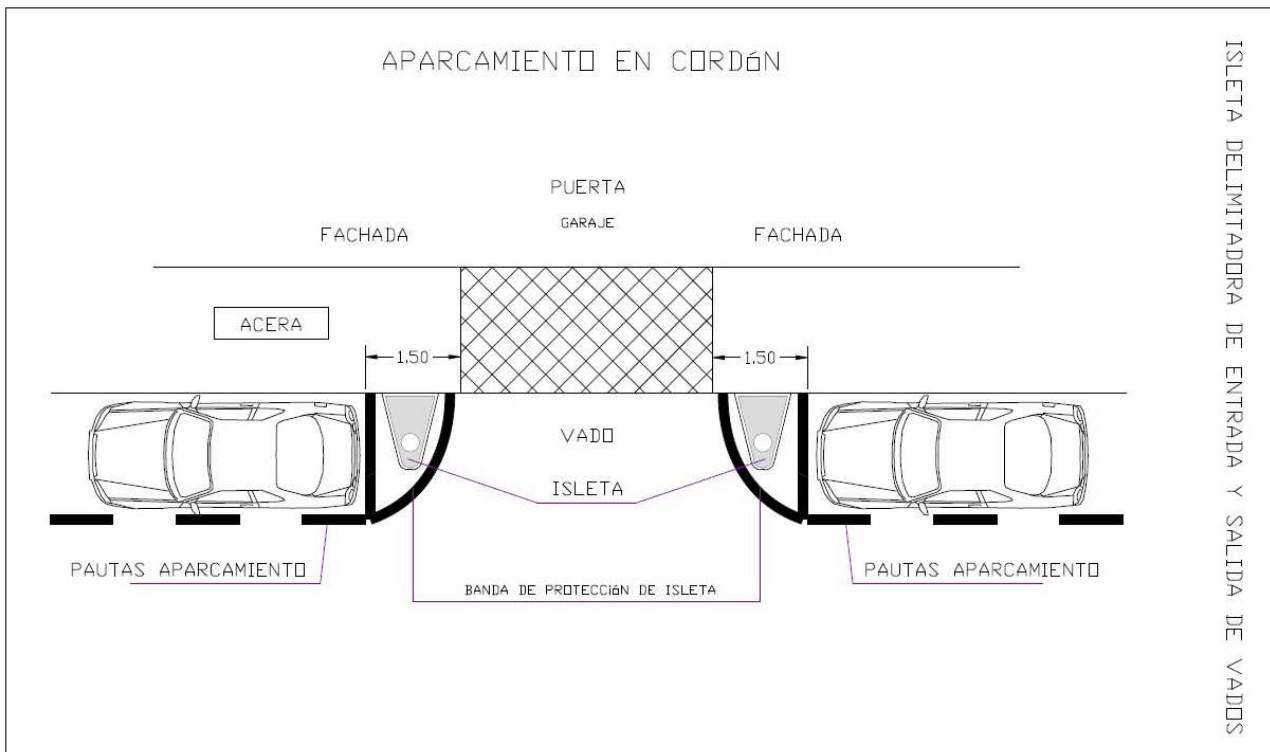 APARCAMIENTO EN CORDóN
PUERTA
GARAJE
FACHADA
FACHADA
ACERA
1.50
1.50
VADO
ISLETA
PAUTAS APARCAMIENTO
PAUTAS APARCAMIENTO
BANDA DE PROTECCIóN DE ISLETA
ISLETA DELIMITADORA DE ENTRADA Y SALIDA DE VADOS